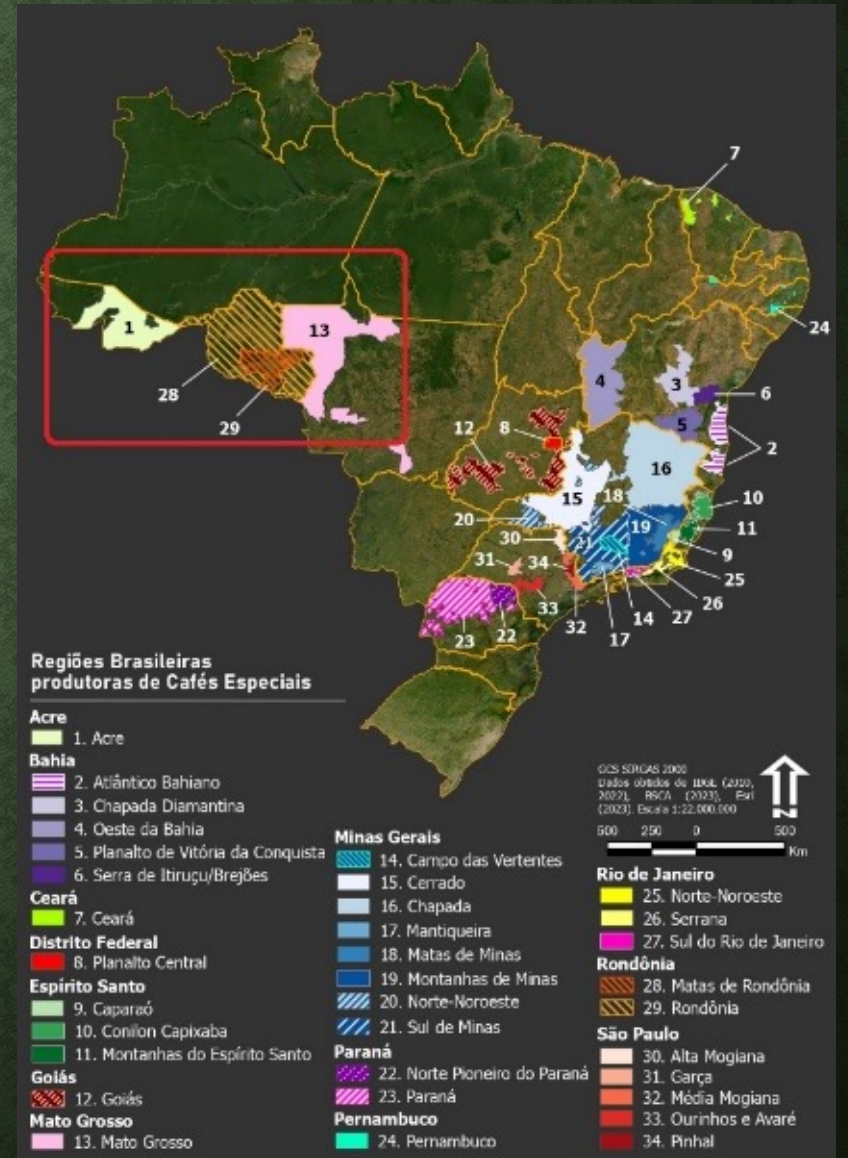 7
1
13
28
29
24
4
3
6
5
2
8
12
16
15
18
10
20
19
11
30
21
9
31
34
25
26
33
32
14
27
23
22
17
Regiões Brasileiras
produtoras de Cafés Especiais
Acre
1. Acre
Bahia
2. Atlântico Bahiano
3. Chapada Diamantina
4. Oeste da Bahia
5. Planalto de Vitória da Conquista
6. Serra de Itiruçu/Brejões
Ceará
7. Ceará
Distrito Federal
8. Planalto Central
Espírito Santo
9. Caparaó
10. Conilon Capixaba
11. Montanhas do Espírito Santo
Goiás
12. Goiás
Mato Grosso
13. Mato Grosso
Minas Gerais
14. Campo das Vertentes
15. Cerrado
16. Chapada
17. Mantiqueira
18. Matas de Minas
19. Montanhas de Minas
20. Norte-Noroeste
21. Sul de Minas
Paraná
22. Norte Pioneiro do Paraná
23. Paraná
Pernambuco
24. Pernambuco
GCS SIRGAS 2000
Dados obtidos de IBGE (2010,
2022), BSCA (2023), Esri
(2023). Escala 1:22.000.000
N
500 250 0 500
Km
Rio de Janeiro
25. Norte-Noroeste
26. Serrana
27. Sul do Rio de Janeiro
Rondônia
28. Matas de Rondônia
29. Rondônia
São Paulo
30. Alta Mogiana
31. Garça
32. Média Mogiana
33. Ourinhos e Avaré
34. Pinhal